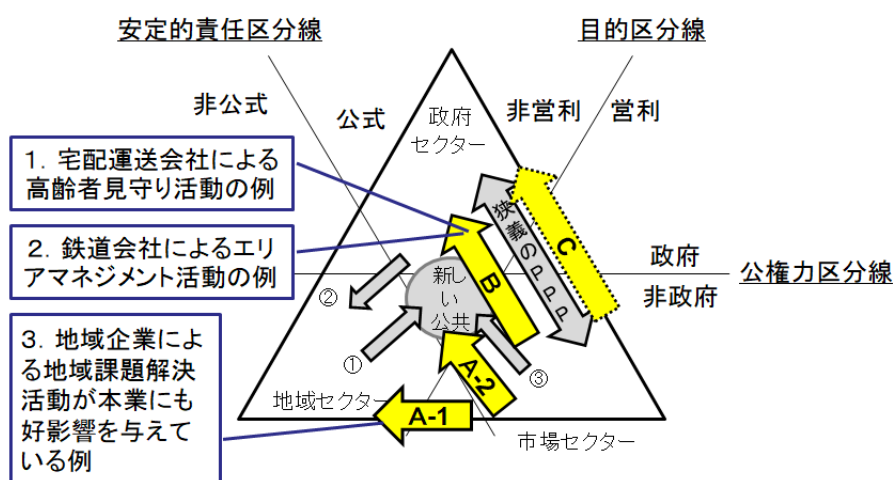 安定的責任区分線
目的区分線
非公式
公式
非営利
営利
政府
セクター
1．宅配運送会社による
高齢者見守り活動の例
2．鉄道会社によるエリ
アマネジメント活動の例
3．地域企業によ
る地域課題解決
活動が本業にも
好影響を与えて
いる例
狭義のPPP
C
B
政府
非政府
公権力区分線
新し
い
公共
②
①
③
A-2
A-1
地域セクター
市場セクター